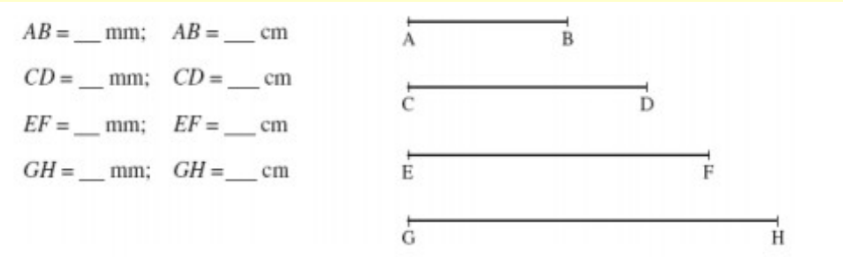 AB = __ mm; AB = __ cm
CD = __ mm; CD = __ cm
EF = __ mm; EF = __ cm
GH = __ mm; GH = __ cm
A B
C D
E F
G H